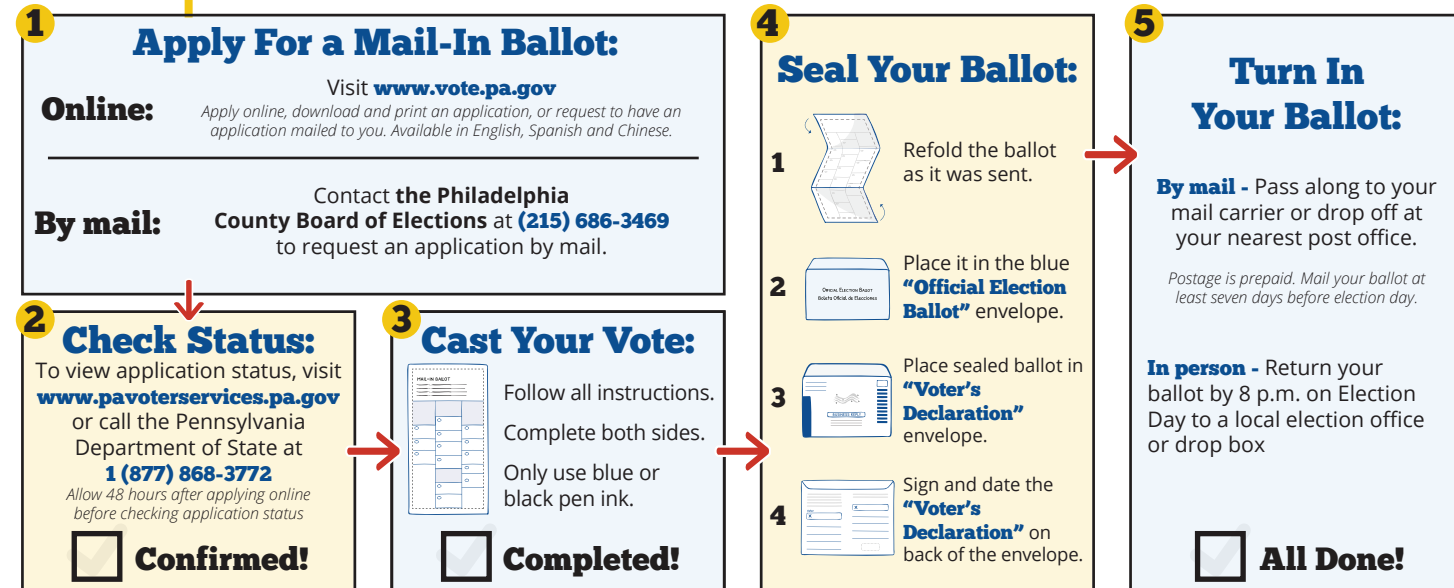 1
Apply For a Mail-In Ballot:
Online:
Visit www.vote.pa.gov
Apply online, download and print an application, or request to have an
application mailed to you. Available in English, Spanish and Chinese.
By mail:
Contact the Philadelphia
County Board of Elections at (215) 686-3469
to request an application by mail.
2
Check Status:
To view application status, visit
www.pavoterservices.pa.gov
or call the Pennsylvania
Department of State at
1 (877) 868-3772
Allow 48 hours after applying online
before checking application status
Confirmed!
3
Cast Your Vote:
MAIL-IN BALLOT
Follow all instructions.
Complete both sides.
Only use blue or
black pen ink.
Completed!
4
Seal Your Ballot:
1
Refold the ballot
as it was sent.
2
Official Election Ballot
Boleta Oficial de Elecciones
Place it in the blue
“Official Election
Ballot” envelope.
3
BUSINESS REPLY
Place sealed ballot in
“Voter’s
Declaration”
envelope.
4
Sign and date the
“Voter’s
Declaration” on
back of the envelope.
5
Turn In
Your Ballot:
By mail - Pass along to your
mail carrier or drop off at
your nearest post office.
Postage is prepaid. Mail your ballot at
least seven days before election day.
In person - Return your
ballot by 8 p.m. on Election
Day to a local election office
or drop box
All Done!